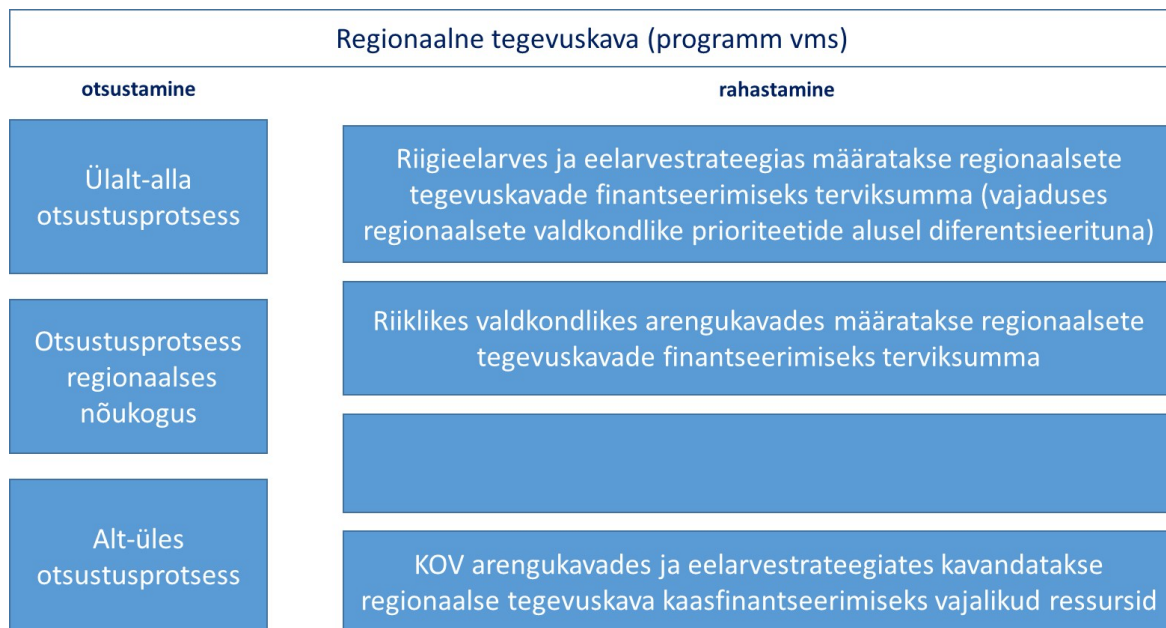 Regionaalne tegevuskava (programm vms)
otsustamine
rahastamine
Ülalt-alla
otsustusprotsess
Otsustusprotsess
regionaalses
nõukogus
Alt-üles
otsustusprotsess
Riigieelarves ja eelarvestrateegias määratakse regionaalsete
tegevuskavade finantseerimiseks terviksumma (vajaduses
regionaalsete valdkondlike prioriteetide alusel diferentsieerituna)
Riiklikes valdkondlikes arengukavades määratakse regionaalsete
tegevuskavade finantseerimiseks terviksumma
KOV arengukavades ja eelarvestrateegiates kavandatakse
regionaalse tegevuskava kaasfinantseerimiseks vajalikud ressursid